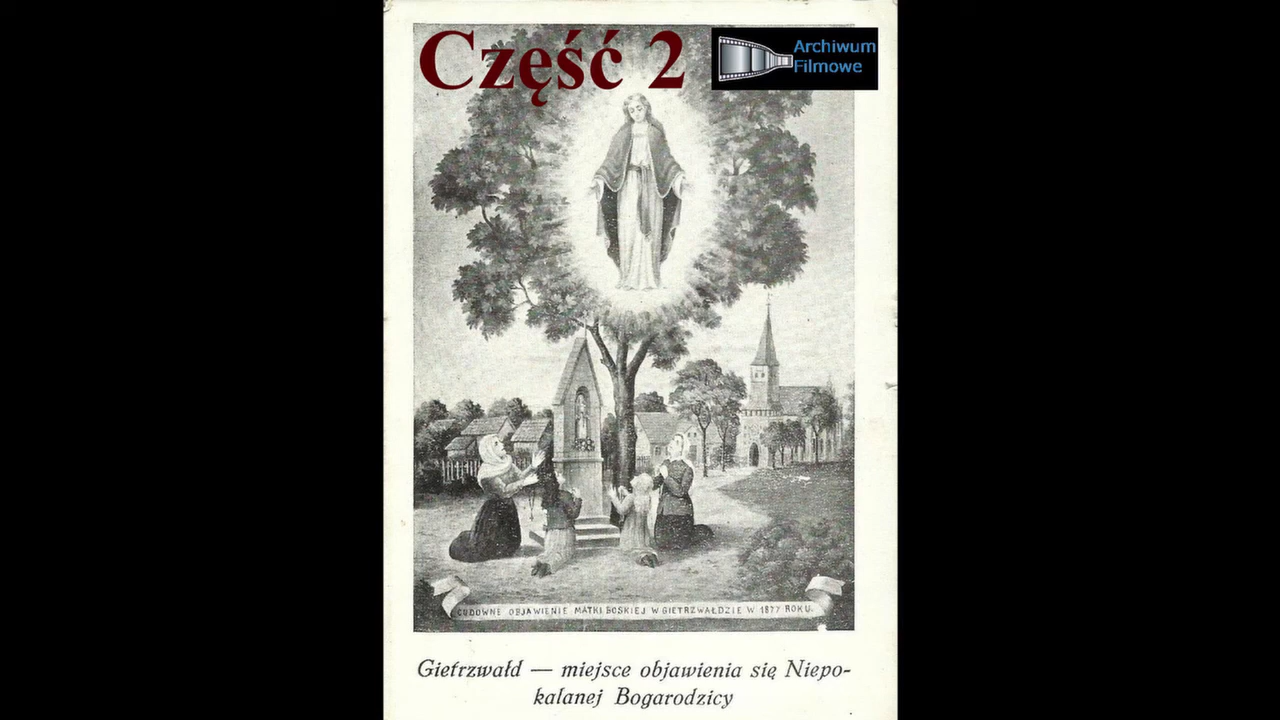 Część 2
Archiwum
Filmowe
CUDOWNE OBJAWIENIE MATKI BOSKIEJ W GIETRZWAŁDZIE W 1877 ROKU.
Gietrzwałd — miejsce objawienia się Niepo-
kalanej Bogarodzicy